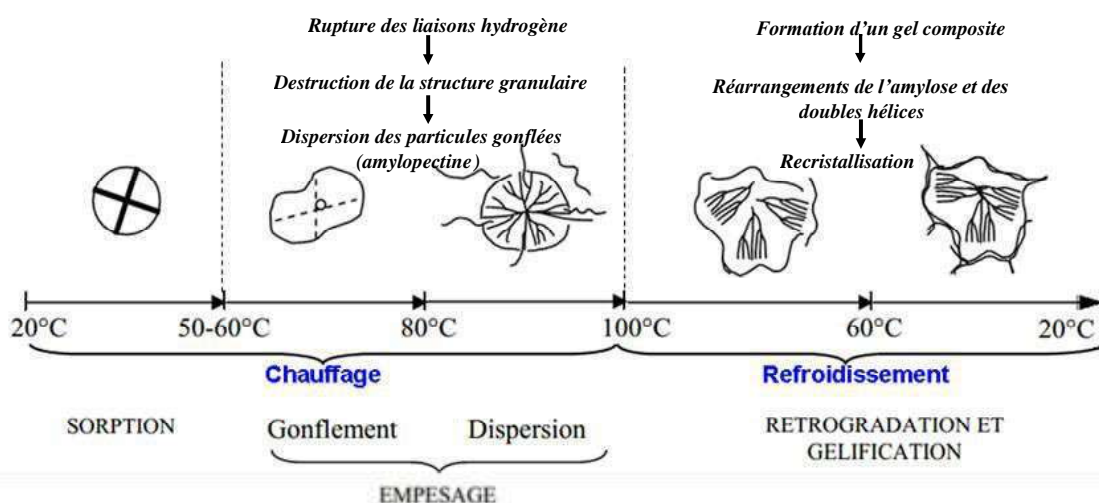 Rupture des liaisons hydrogène
Destruction de la structure granulaire
Dispersion des particules gonflées
(amylopectine)
Formation d'un gel composite
Réarrangements de l'amylose et des
doubles hélices
Recristallisation
20°C
50-60°C
80°C
100°C
60°C
20°C
Chauffage
Refroidissement
SORPTION
Gonflement
Dispersion
RETROGRADATION ET
GELIFICATION
EMPESAGE